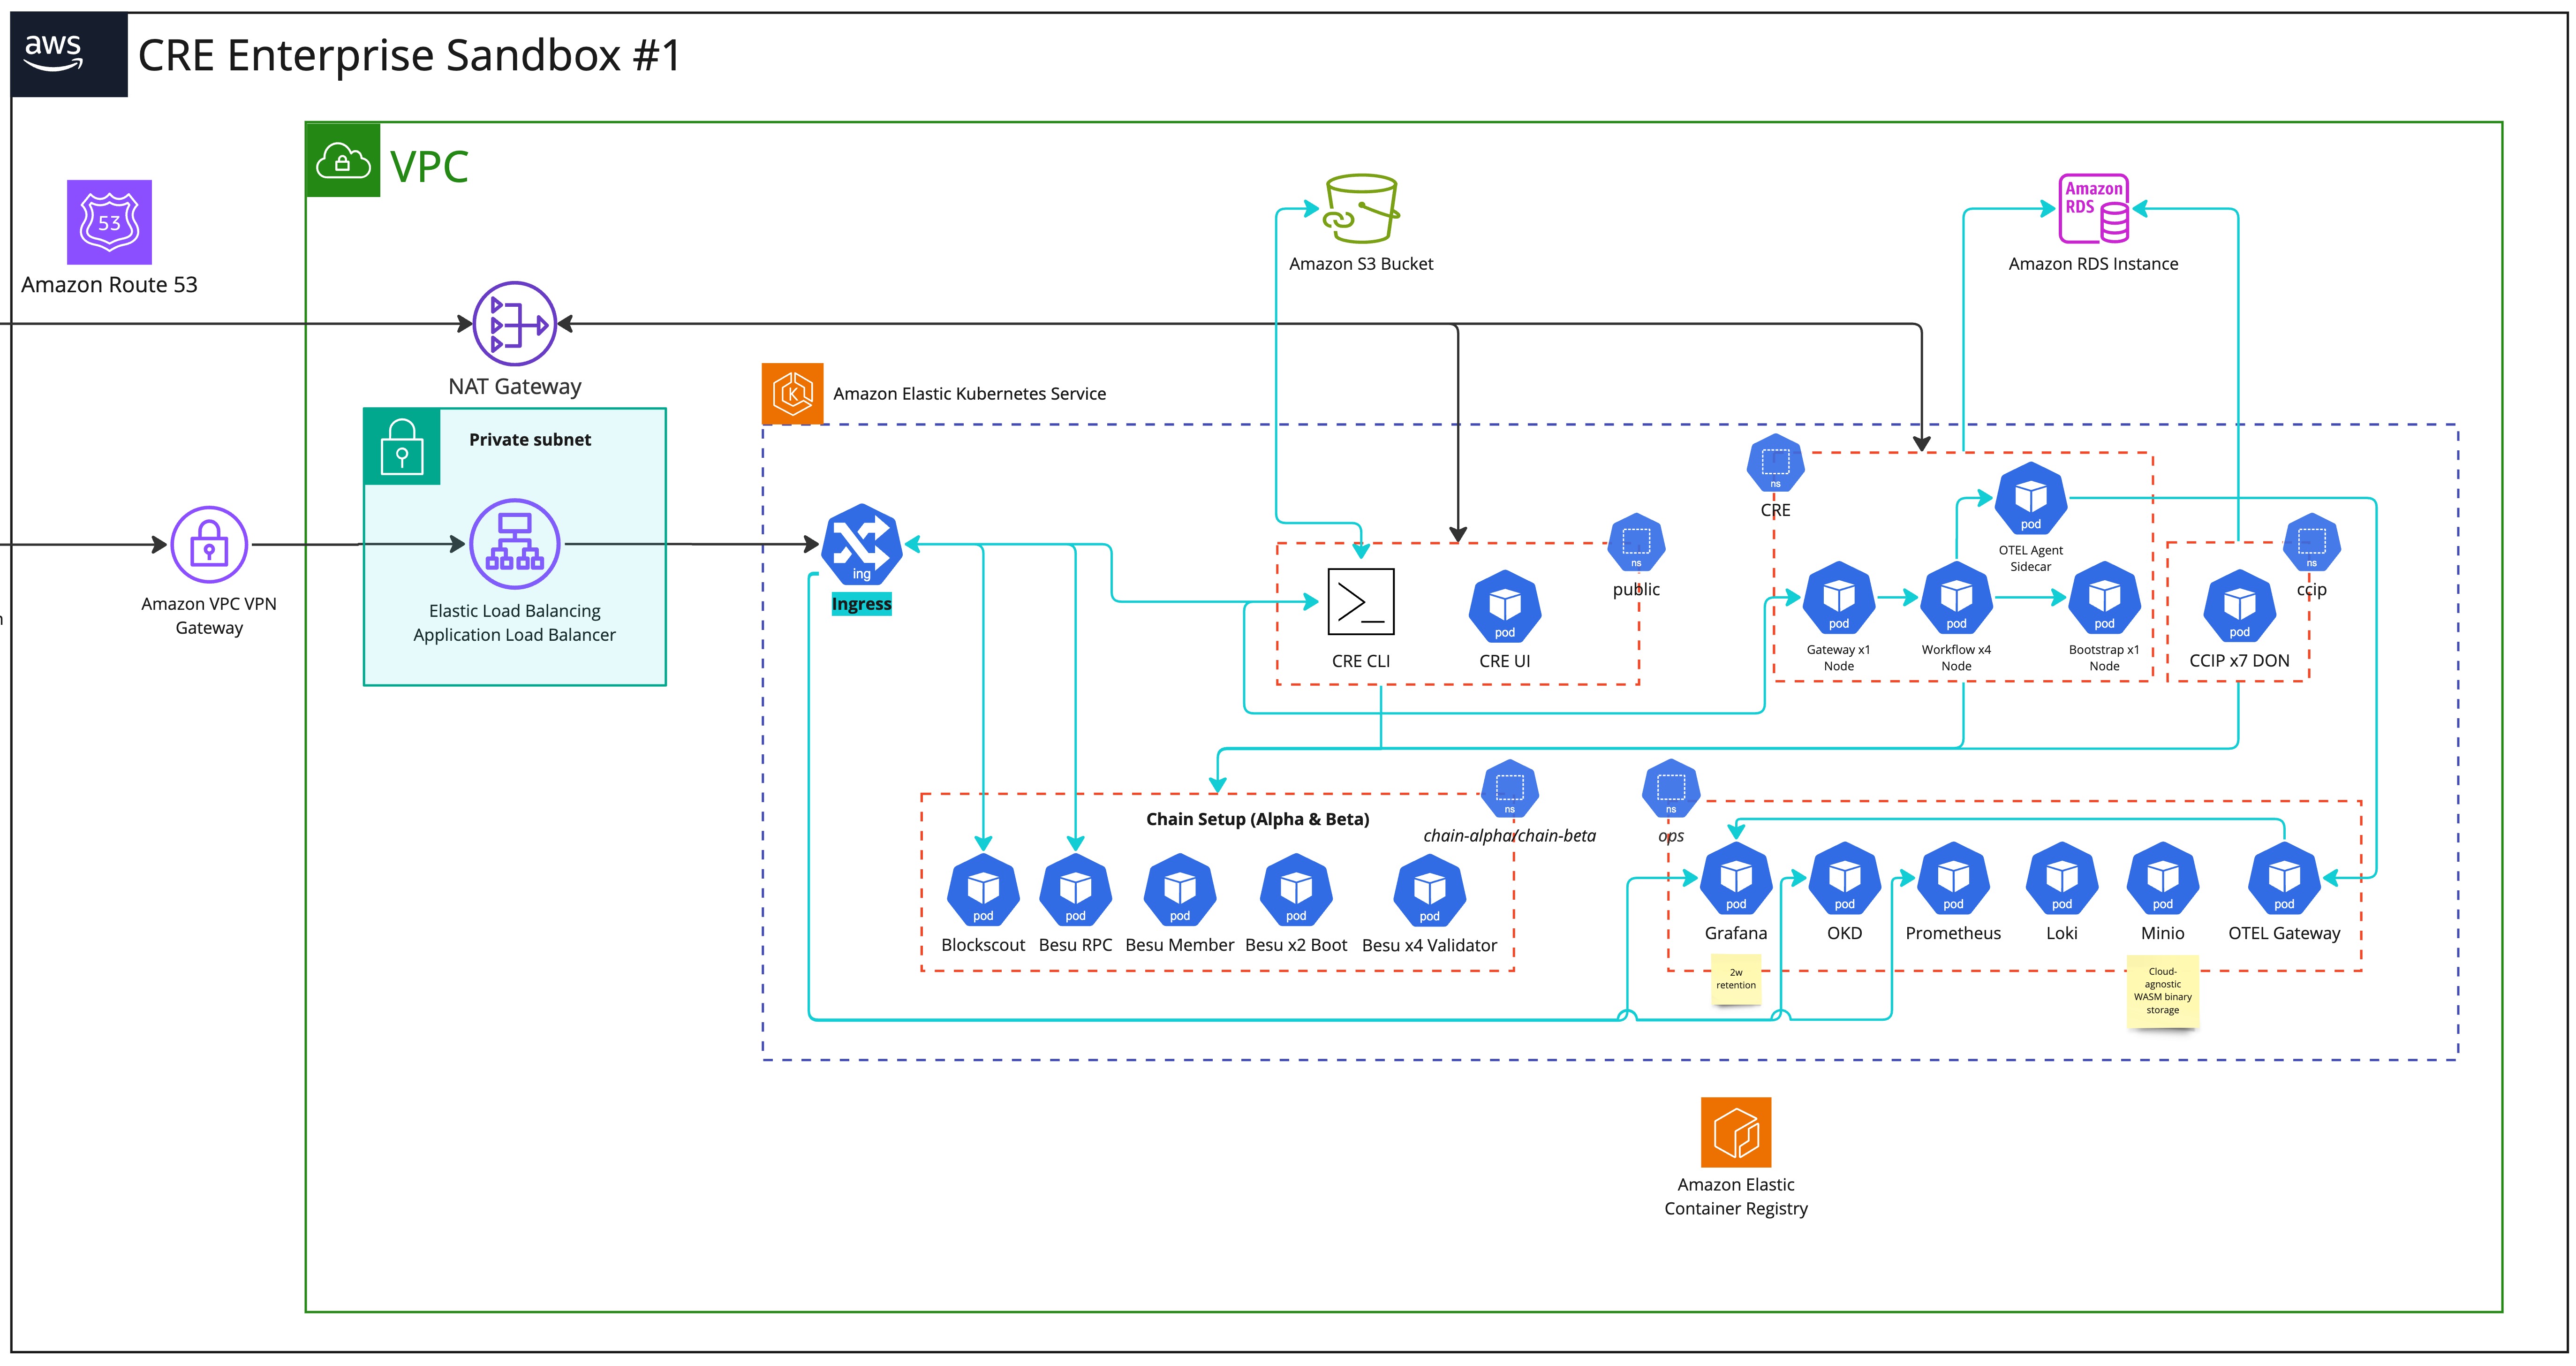 aws
CRE Enterprise Sandbox #1
VPC
53
Amazon Route 53
Amazon S3 Bucket
Amazon
RDS
Amazon RDS Instance
NAT Gateway
K
Amazon Elastic Kubernetes Service
Private subnet
Elastic Load Balancing
Application Load Balancer
Amazon VPC VPN
Gateway
n
ing
Ingress
ns
public
CRE CLI
pod
CRE UI
ns
CRE
pod
OTEL Agent
Sidecar
pod
Gateway x1
Node
pod
Workflow x4
Node
pod
Bootstrap x1
Node
ns
ccip
pod
CCIP x7 DON
Chain Setup (Alpha & Beta)
ns
chain-alpha/chain-beta
pod
Blockscout
pod
Besu RPC
pod
Besu Member
pod
Besu x2 Boot
pod
Besu x4 Validator
ns
ops
pod
Grafana
pod
OKD
pod
Prometheus
pod
Loki
pod
Minio
pod
OTEL Gateway
2w
retention
Cloud-
agnostic
WASM binary
storage
Amazon Elastic
Container Registry